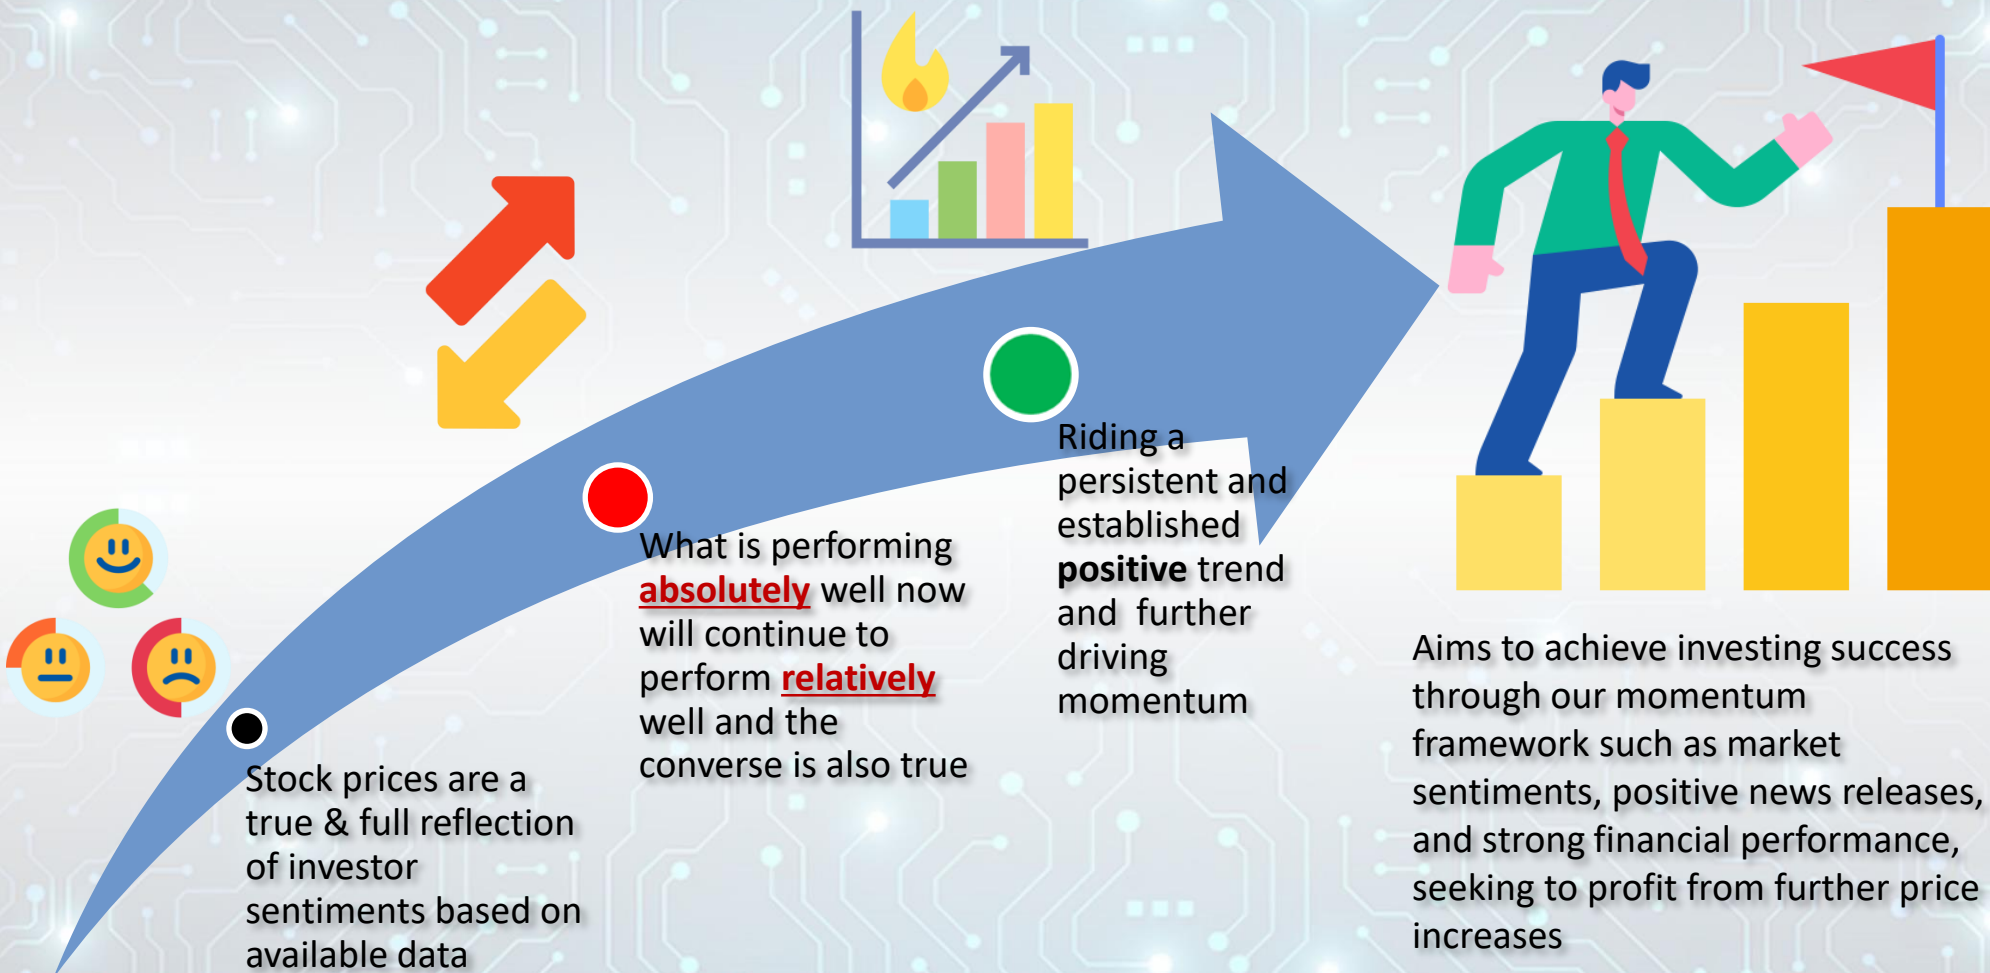 Stock prices are a
true & full reflection
of investor
sentiments based on
available data
What is performing
absolutely well now
will continue to
perform relatively
well and the
converse is also true
Riding a
persistent and
established
positive trend
and further
driving
momentum
Aims to achieve investing success
through our momentum
framework such as market
sentiments, positive news releases,
and strong financial performance,
seeking to profit from further price
increases